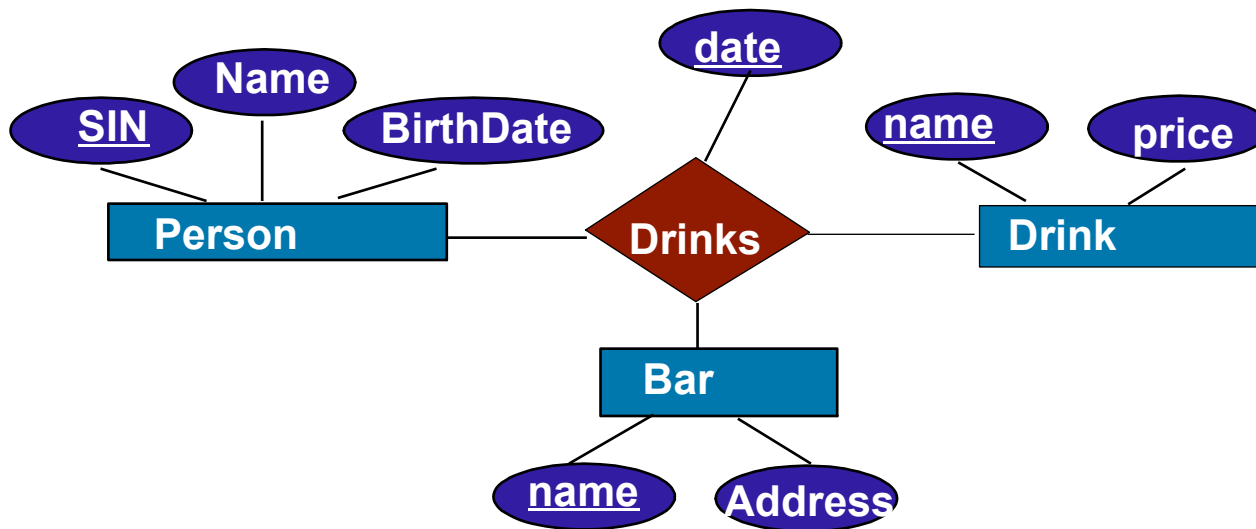 date
Name
SIN
BirthDate
name
price
Person
Drinks
Drink
Bar
name
Address